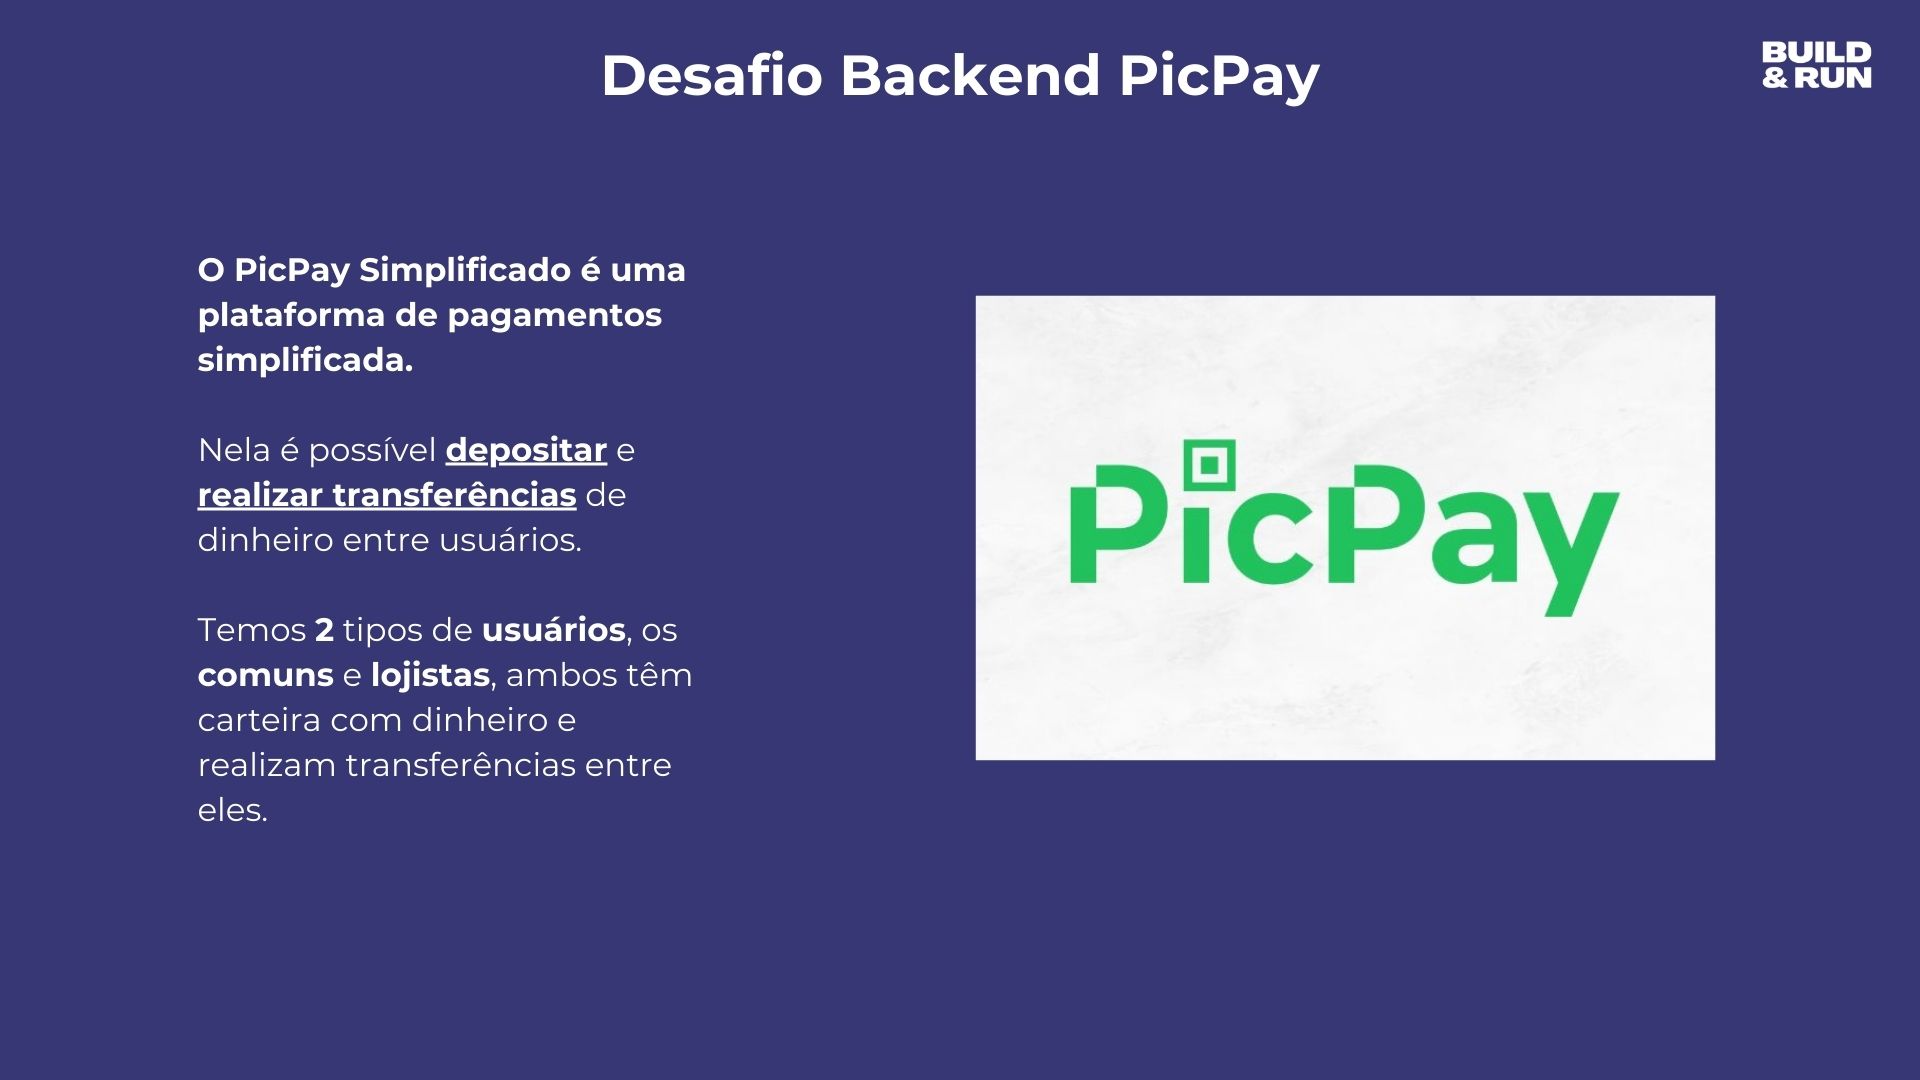 Desafio Backend PicPay
BUILD
& RUN
O PicPay Simplificado é uma
plataforma de pagamentos
simplificada.
Nela é possível depositar e
realizar transferências de
dinheiro entre usuários.
Temos 2 tipos de usuários, os
comuns e lojistas, ambos têm
carteira com dinheiro e
realizam transferências entre
eles.
PicPay